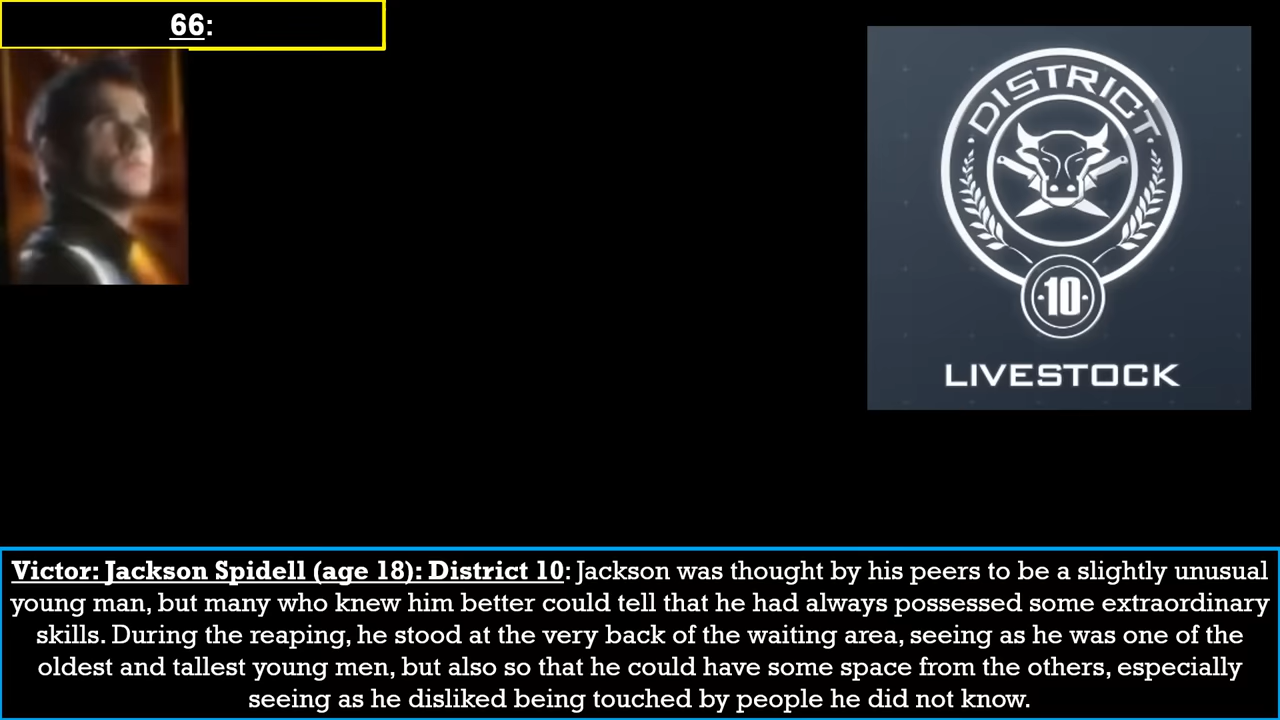 66:
DISTRICT
10
LIVESTOCK
Victor: Jackson Spidell (age 18): District 10: Jackson was thought by his peers to be a slightly unusual
young man, but many who knew him better could tell that he had always possessed some extraordinary
skills. During the reaping, he stood at the very back of the waiting area, seeing as he was one of the
oldest and tallest young men, but also so that he could have some space from the others, especially
seeing as he disliked being touched by people he did not know.